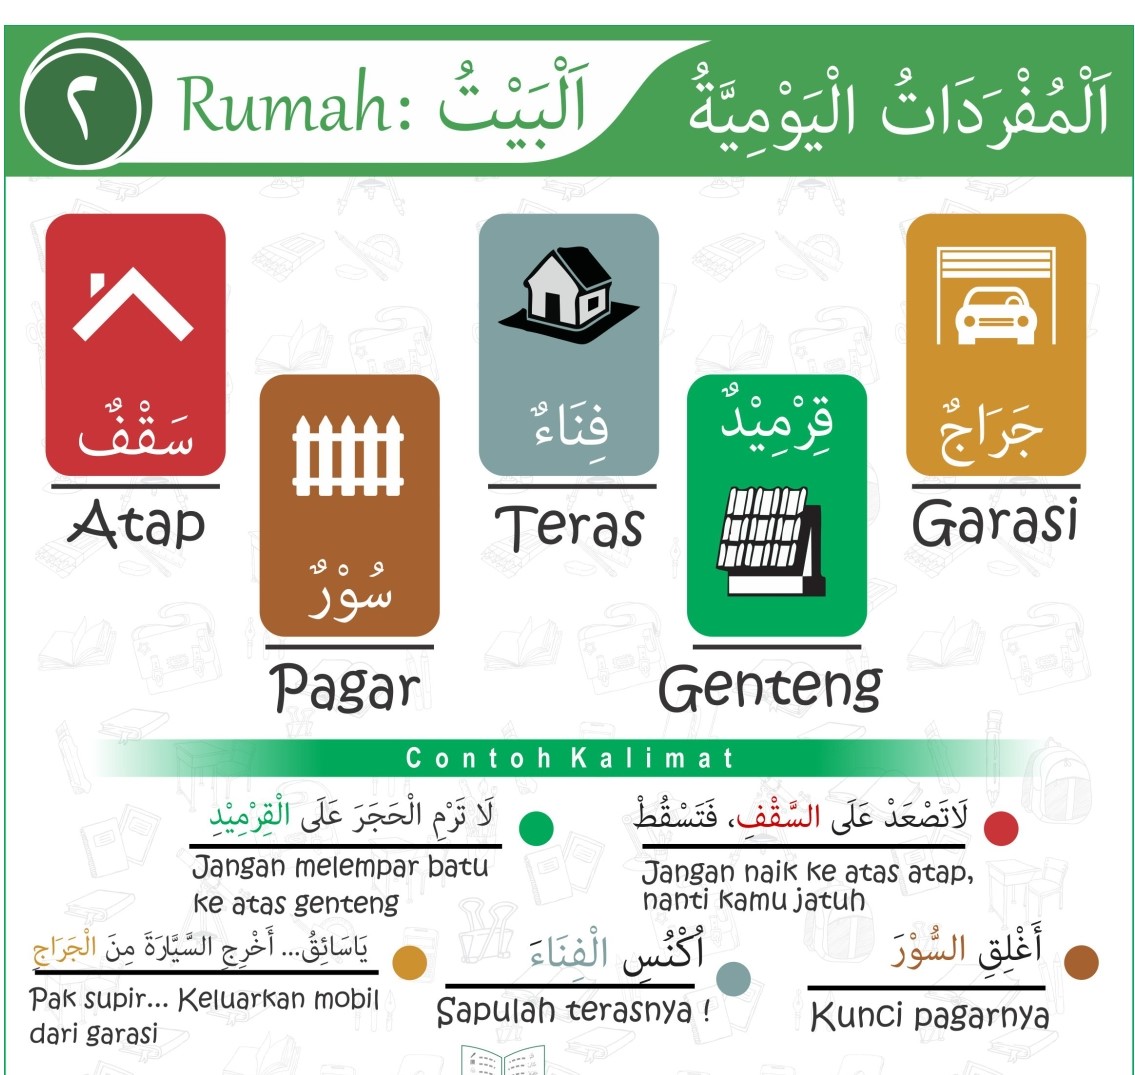 ٢
Rumah: اَلْبَيْتُ
اَلْمُفْرَدَاتُ الْيَوْمِيَّةُ
سَقْفٌ
Atap
سُوْرٌ
Pagar
فِنَاءٌ
Teras
قِرْمِيْدٌ
Genteng
جَرَاجٌ
Garasi
Contoh Kalimat
لَاتَصْعَدْ عَلَى السَّقْفِ، فَتَسْقُطْ
Jangan naik ke atas atap,
nanti kamu jatuh
لَا تَرْمِ الْحَجَرَ عَلَى الْقِرْمِيْدِ
Jangan melempar batu
ke atas genteng
أَغْلِقِ السُّوْرَ
Kunci pagarnya
اُكْنُسِ الْفِنَاءَ
Sapulah terasnya !
يَاسَائِقُ... أَخْرِجِ السَّيَّارَةَ مِنَ الْجَرَاجِ
Pak supir... Keluarkan mobil
dari garasi